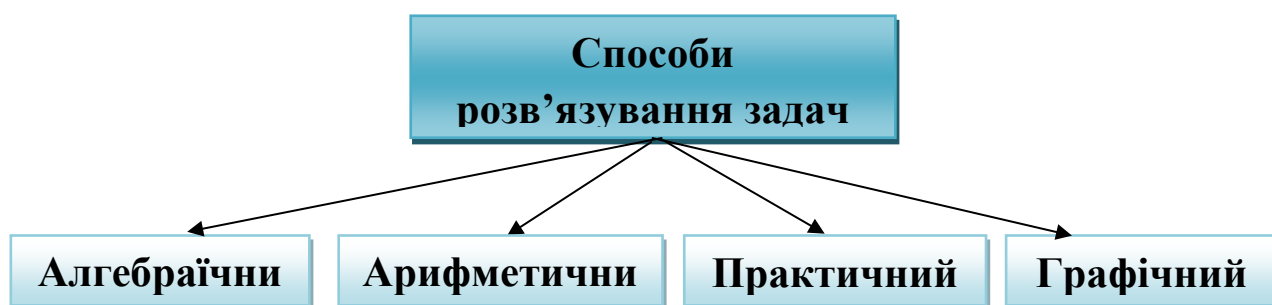 Способи
розв’язування задач
Алгебраїчни
Арифметични
Практичний
Графічний